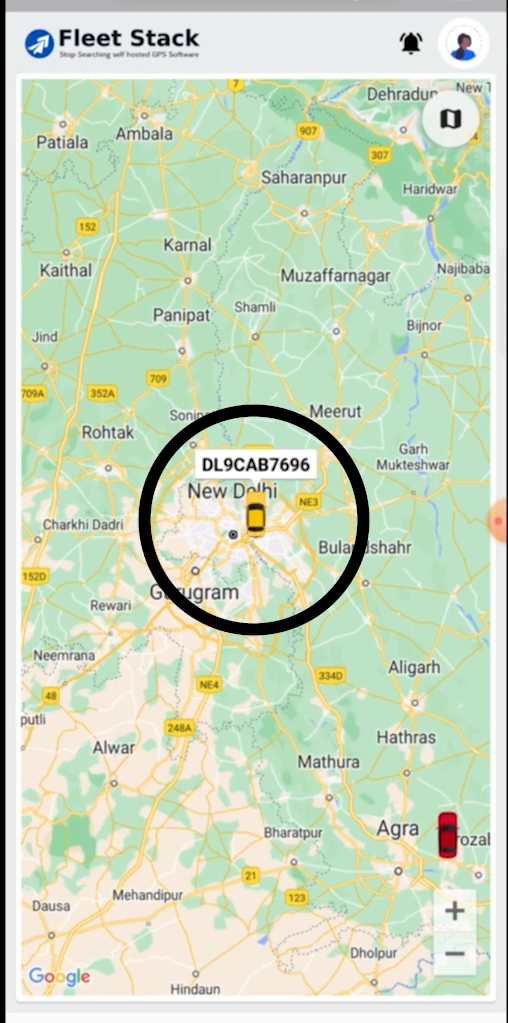 Fleet Stack
Stop Searching self hosted GPS Software
7
Dehradun
New T
Patiala
Ambala
907
307
Saharanpur
Haridwar
152
Karnal
Kaithal
Muzaffarnagar
Najibaba
Shamli
Panipat
Bijnor
Jind
709
709A
352A
Meerut
Rohtak
Garh
Mukteshwar
DL9CAB7696
New Delhi
NE3
Charkhi Dadri
Bulandshahr
152D
Gurugram
Rewari
Neemrana
Aligarh
334D
NE4
48
putli
248A
Hathras
Alwar
Mathura
Agra
rozab
Bharatpur
21
123
Mehandipur
Dausa
+
−
Dholpur
Google
Hindaun